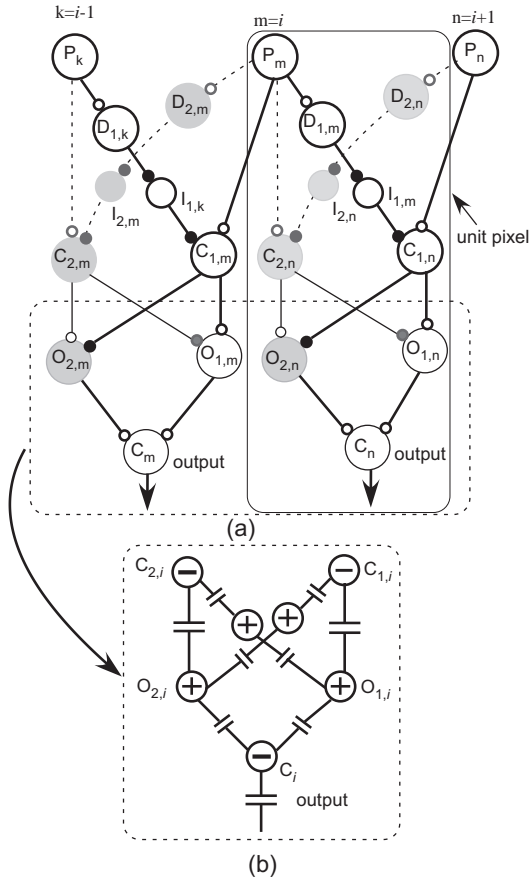 k=i-1
m=i
n=i+1
P_k
P_m
P_n
D_2,m
D_2,n
D_1,k
D_1,m
I_2,m
I_1,k
I_2,n
I_1,m
unit pixel
C_2,m
C_1,m
C_2,n
C_1,n
O_2,m
O_1,m
O_2,n
O_1,n
C_m
output
C_n
output
(a)
C_2,i
C_1,i
O_2,i
O_1,i
C_i
output
(b)